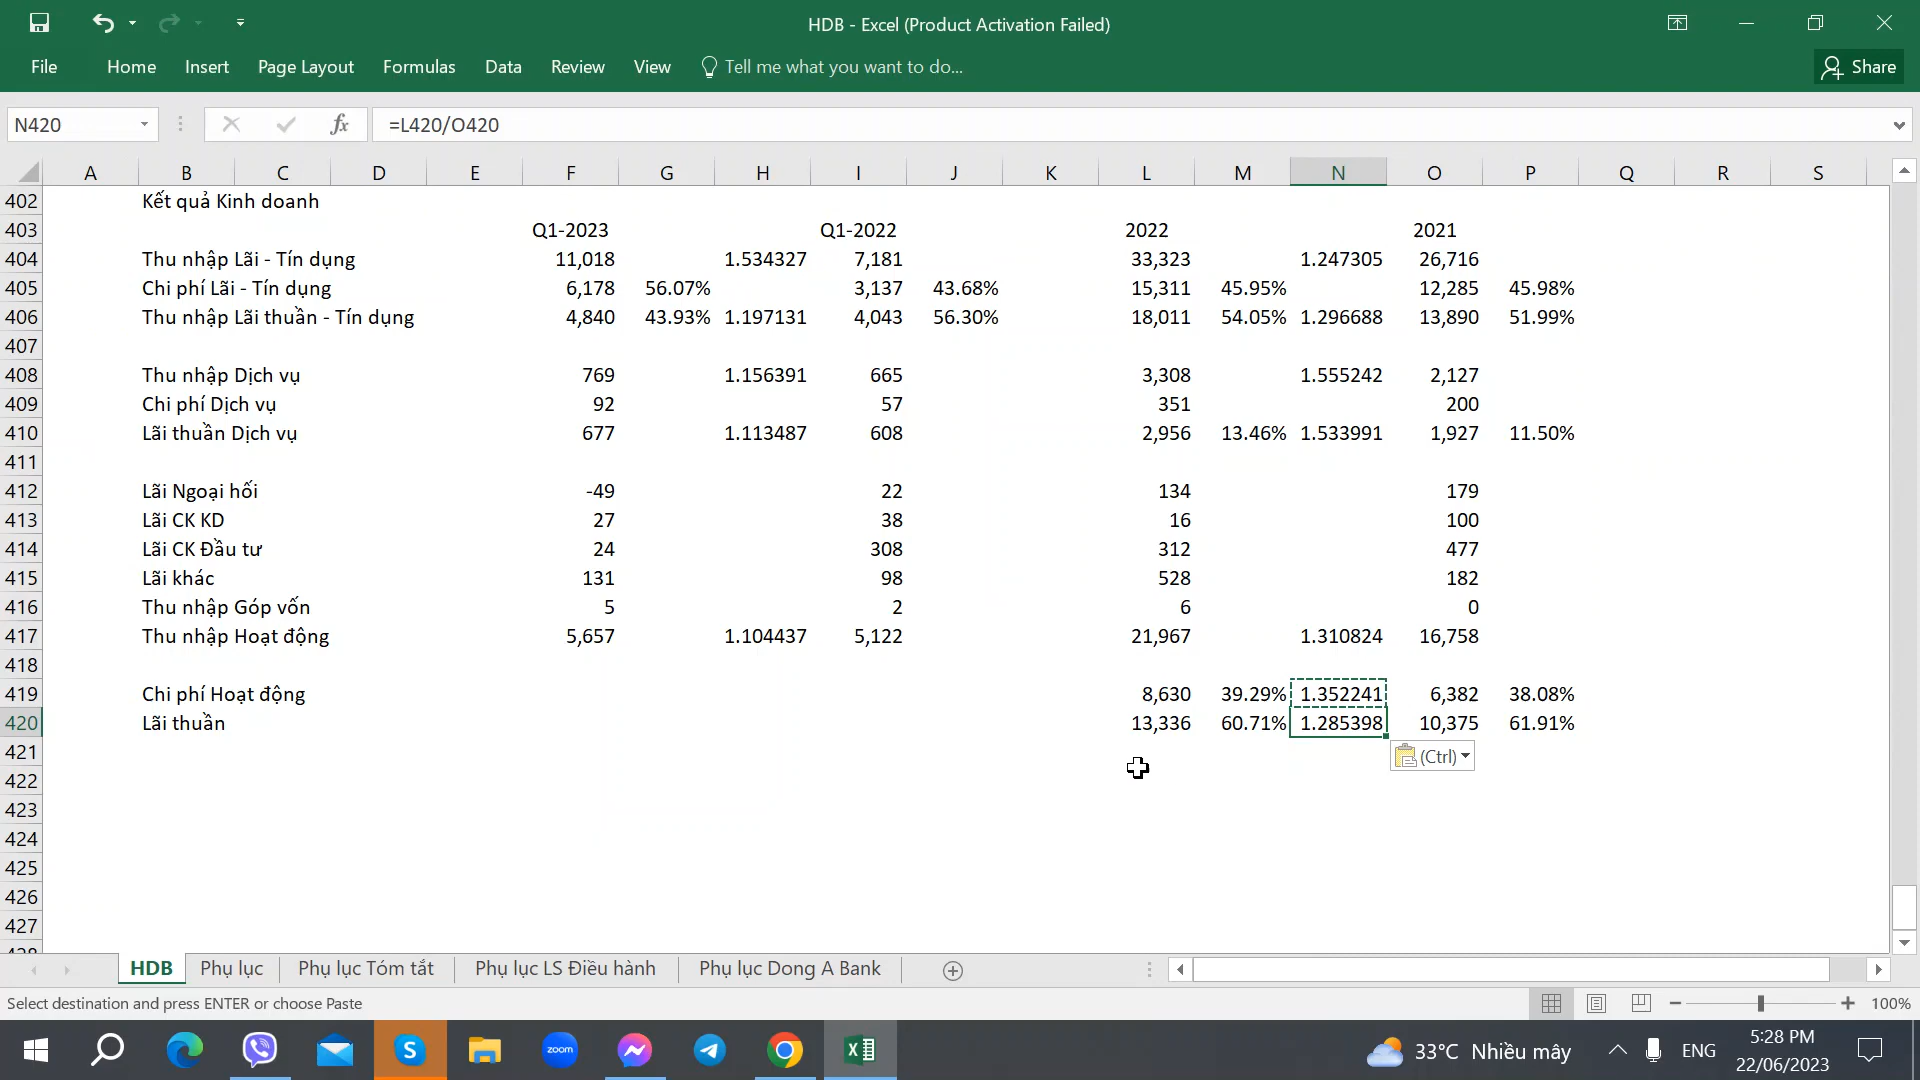 HDB - Excel (Product Activation Failed)
File Home Insert Page Layout Formulas Data Review View Tell me what you want to do... Share
N420 fx =L420/O420
A B C D E F G H I J K L M N O P Q R S
402 Kết quả Kinh doanh
403 Q1-2023 Q1-2022 2022 2021
404 Thu nhập Lãi - Tín dụng 11,018 1.534327 7,181 33,323 1.247305 26,716
405 Chi phí Lãi - Tín dụng 6,178 56.07% 3,137 43.68% 15,311 45.95% 12,285 45.98%
406 Thu nhập Lãi thuần - Tín dụng 4,840 43.93% 1.197131 4,043 56.30% 18,011 54.05% 1.296688 13,890 51.99%
407
408 Thu nhập Dịch vụ 769 1.156391 665 3,308 1.555242 2,127
409 Chi phí Dịch vụ 92 57 351 200
410 Lãi thuần Dịch vụ 677 1.113487 608 2,956 13.46% 1.533991 1,927 11.50%
411
412 Lãi Ngoại hối -49 22 134 179
413 Lãi CK KD 27 38 16 100
414 Lãi CK Đầu tư 24 308 312 477
415 Lãi khác 131 98 528 182
416 Thu nhập Góp vốn 5 2 6 0
417 Thu nhập Hoạt động 5,657 1.104437 5,122 21,967 1.310824 16,758
418
419 Chi phí Hoạt động 8,630 39.29% 1.352241 6,382 38.08%
420 Lãi thuần 13,336 60.71% 1.285398 10,375 61.91%
421 (Ctrl)
422
423
424
425
426
427
428
HDB Phụ lục Phụ lục Tóm tắt Phụ lục LS Điều hành Phụ lục Dong A Bank
Select destination and press ENTER or choose Paste 100%
S zoom 33°C Nhiều mây ENG 5:28 PM
22/06/2023